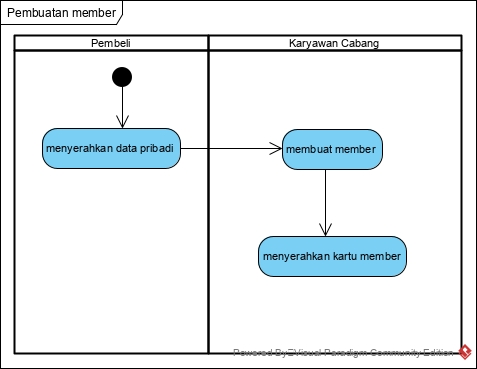 Pembuatan member
Pembeli
Karyawan Cabang
menyerahkan data pribadi
membuat member
menyerahkan kartu member
Powered By Visual Paradigm Community Edition